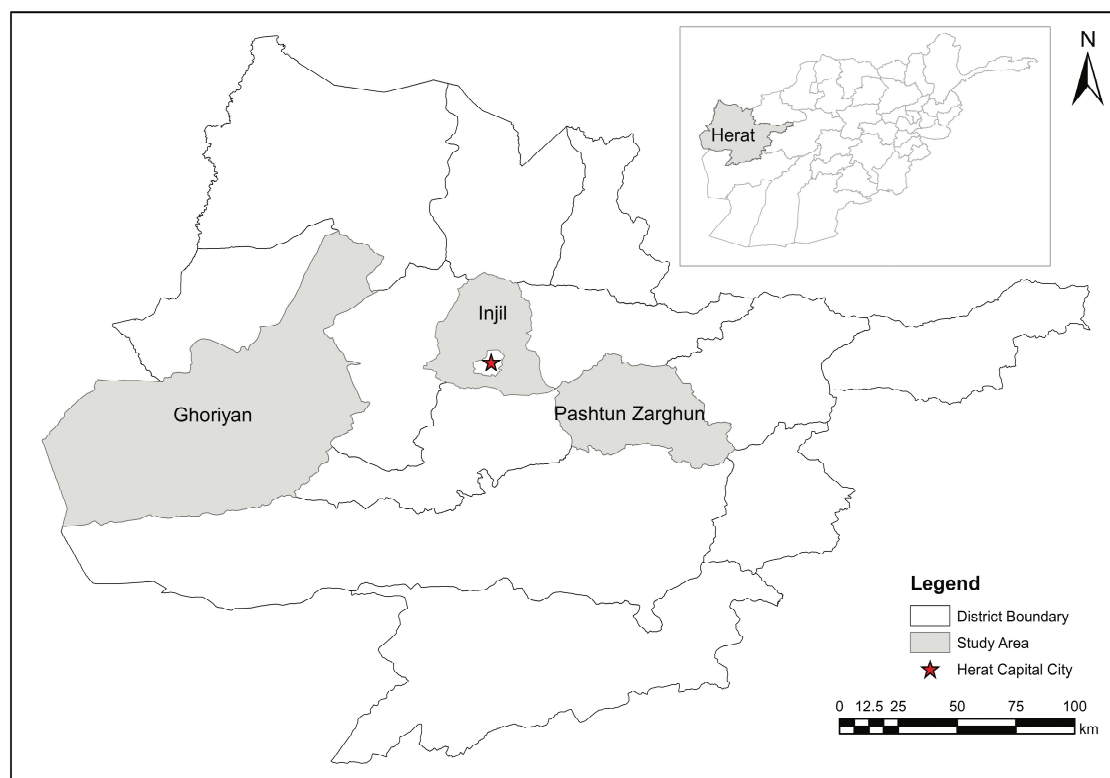 N
Herat
Injil
Ghoriyan
Pashtun Zarghun
Legend
District Boundary
Study Area
Herat Capital City
0 12.5 25 50 75 100
km